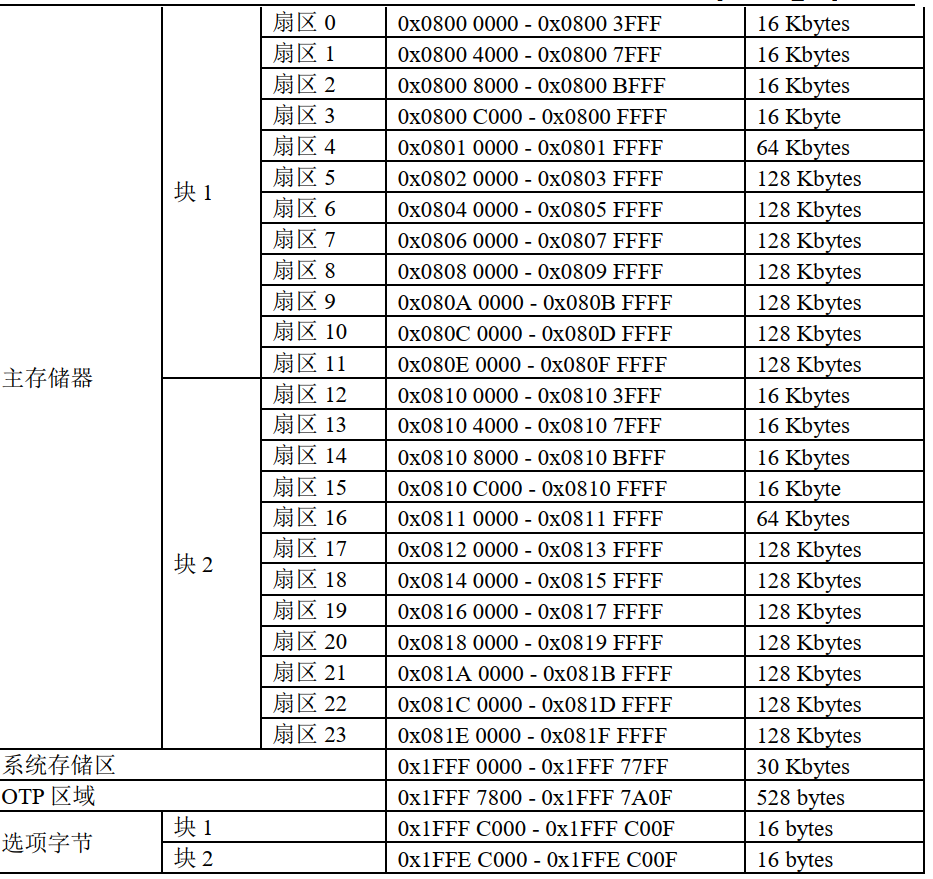 扇区 0 0x0800 0000 - 0x0800 3FFF 16 Kbytes
扇区 1 0x0800 4000 - 0x0800 7FFF 16 Kbytes
扇区 2 0x0800 8000 - 0x0800 BFFF 16 Kbytes
扇区 3 0x0800 C000 - 0x0800 FFFF 16 Kbyte
扇区 4 0x0801 0000 - 0x0801 FFFF 64 Kbytes
扇区 5 0x0802 0000 - 0x0803 FFFF 128 Kbytes
块 1
扇区 6 0x0804 0000 - 0x0805 FFFF 128 Kbytes
扇区 7 0x0806 0000 - 0x0807 FFFF 128 Kbytes
扇区 8 0x0808 0000 - 0x0809 FFFF 128 Kbytes
扇区 9 0x080A 0000 - 0x080B FFFF 128 Kbytes
扇区 10 0x080C 0000 - 0x080D FFFF 128 Kbytes
扇区 11 0x080E 0000 - 0x080F FFFF 128 Kbytes
主存储器
扇区 12 0x0810 0000 - 0x0810 3FFF 16 Kbytes
扇区 13 0x0810 4000 - 0x0810 7FFF 16 Kbytes
扇区 14 0x0810 8000 - 0x0810 BFFF 16 Kbytes
扇区 15 0x0810 C000 - 0x0810 FFFF 16 Kbyte
扇区 16 0x0811 0000 - 0x0811 FFFF 64 Kbytes
扇区 17 0x0812 0000 - 0x0813 FFFF 128 Kbytes
块 2
扇区 18 0x0814 0000 - 0x0815 FFFF 128 Kbytes
扇区 19 0x0816 0000 - 0x0817 FFFF 128 Kbytes
扇区 20 0x0818 0000 - 0x0819 FFFF 128 Kbytes
扇区 21 0x081A 0000 - 0x081B FFFF 128 Kbytes
扇区 22 0x081C 0000 - 0x081D FFFF 128 Kbytes
扇区 23 0x081E 0000 - 0x081F FFFF 128 Kbytes
系统存储区 0x1FFF 0000 - 0x1FFF 77FF 30 Kbytes
OTP 区域 0x1FFF 7800 - 0x1FFF 7A0F 528 bytes
选项字节
块 1 0x1FFF C000 - 0x1FFF C00F 16 bytes
块 2 0x1FFE C000 - 0x1FFE C00F 16 bytes